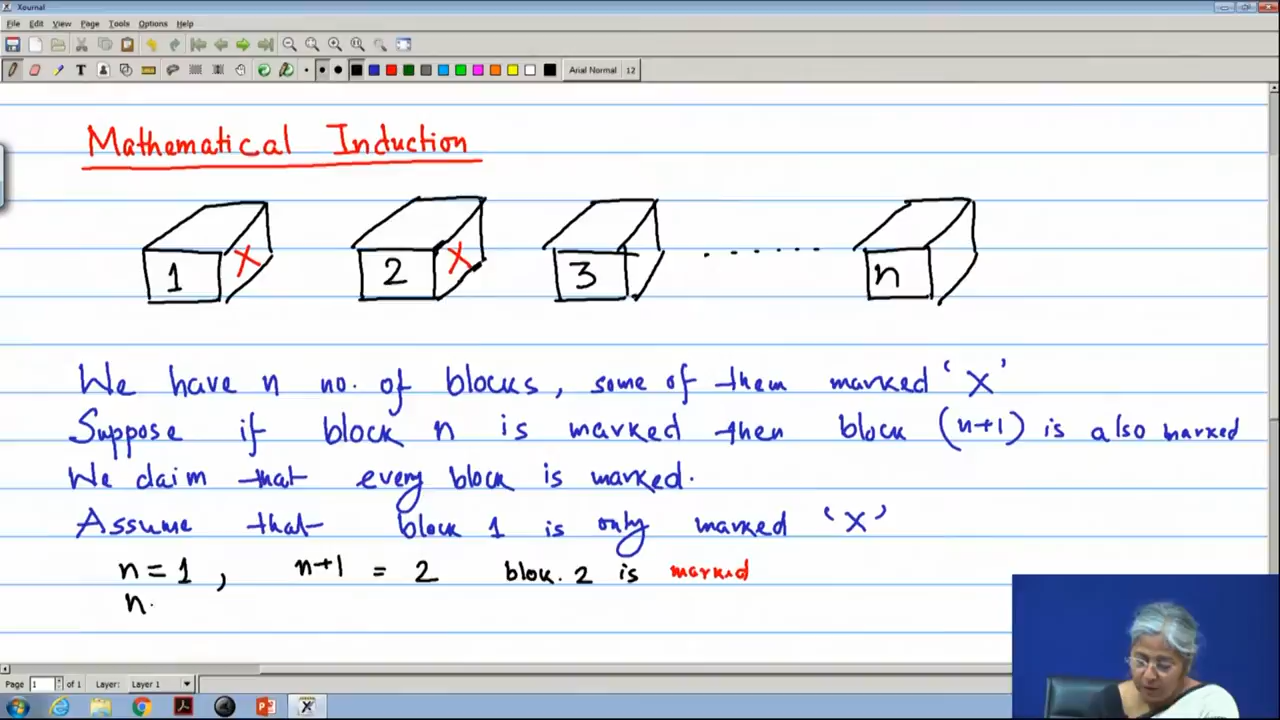 Xournal
File Edit View Page Tools Options Help
Arial Normal 12
Mathematical Induction
1 X 2 X 3 ...... n
We have n no. of blocks, some of them marked 'X'
Suppose if block n is marked then block (n+1) is also marked
We claim that every block is marked.
Assume that block 1 is only marked 'X'
n = 1, n+1 = 2 blok. 2 is marked
n.
Page 1 of 1 Layer: Layer 1